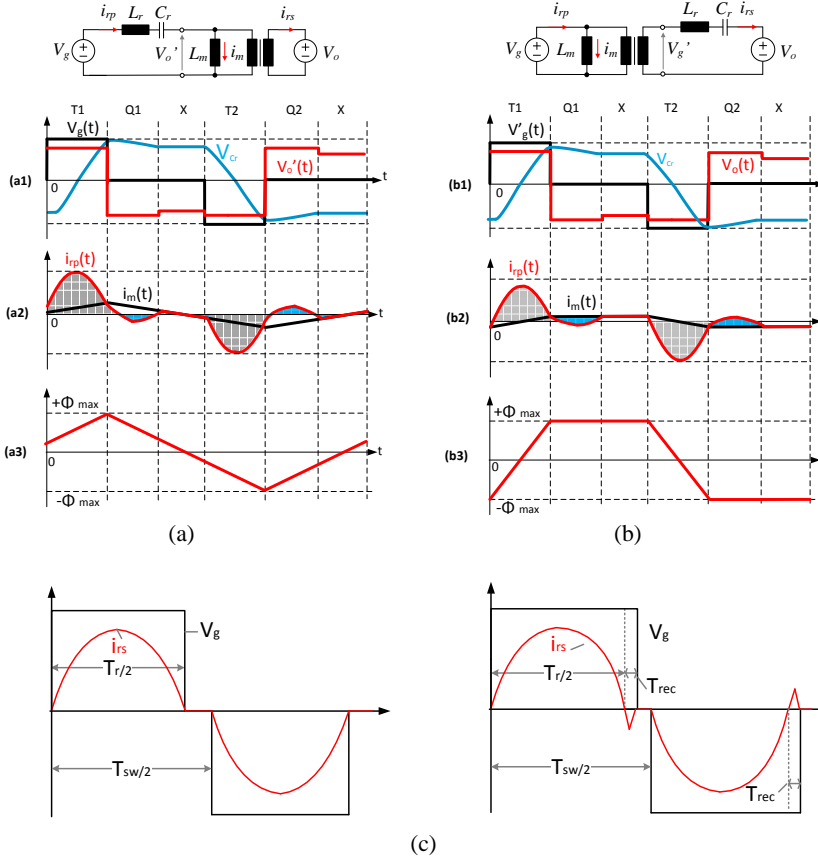 i_rp L_r C_r i_rs
V_g V_o' L_m i_m V_o
T1 Q1 X T2 Q2 X
V_g(t) V_Cr V_o'(t)
(a1) 0 t
i_rp(t)
i_m(t)
(a2) 0 t
+Φ max
(a3) 0 t
-Φ max
(a)
i_rp L_r C_r i_rs
V_g L_m i_m V_g' V_o
T1 Q1 X T2 Q2 X
V'_g(t) V_Cr V_o(t)
(b1) 0
i_rp(t)
i_m(t)
(b2) 0
+Φ max
(b3) 0
-Φ max
(b)
i_rs V_g
T_r/2
T_sw/2
i_rs V_g
T_r/2 T_rec
T_sw/2
T_rec
(c)